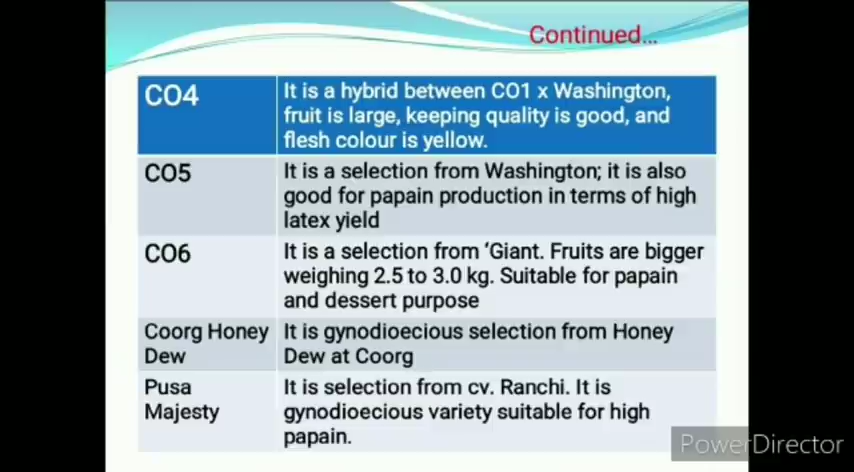 Continued...
CO4
It is a hybrid between CO1 x Washington,
fruit is large, keeping quality is good, and
flesh colour is yellow.
CO5
It is a selection from Washington; it is also
good for papain production in terms of high
latex yield
CO6
It is a selection from ‘Giant. Fruits are bigger
weighing 2.5 to 3.0 kg. Suitable for papain
and dessert purpose
Coorg Honey
Dew
It is gynodioecious selection from Honey
Dew at Coorg
Pusa
Majesty
It is selection from cv. Ranchi. It is
gynodioecious variety suitable for high
papain.
PowerDirector